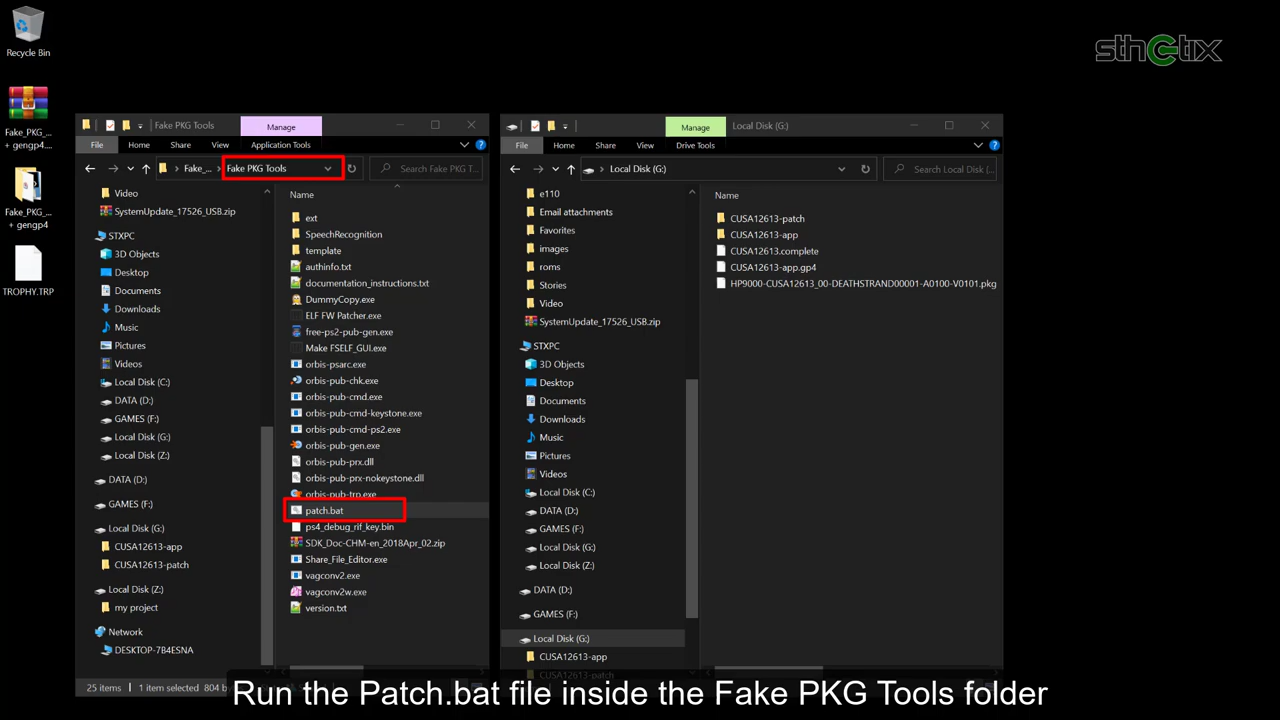 Recycle Bin
Fake_PKG_...
+ gengp4...
Fake_PKG_...
+ gengp4
TROPHY.TRP
sthetix
Fake PKG Tools
Manage
File
Home
Share
View
Application Tools
Fake_...
Fake PKG Tools
Search Fake PKG T...
Video
SystemUpdate_17526_USB.zip
STXPC
3D Objects
Desktop
Documents
Downloads
Music
Pictures
Videos
Local Disk (C:)
DATA (D:)
GAMES (F:)
Local Disk (G:)
Local Disk (Z:)
DATA (D:)
GAMES (F:)
Local Disk (G:)
CUSA12613-app
CUSA12613-patch
Local Disk (Z:)
my project
Network
DESKTOP-7B4ESNA
Name
ext
SpeechRecognition
template
authinfo.txt
documentation_instructions.txt
DummyCopy.exe
ELF FW Patcher.exe
free-ps2-pub-gen.exe
Make FSELF_GUI.exe
orbis-psarc.exe
orbis-pub-chk.exe
orbis-pub-cmd.exe
orbis-pub-cmd-keystone.exe
orbis-pub-cmd-ps2.exe
orbis-pub-gen.exe
orbis-pub-prx.dll
orbis-pub-prx-nokeystone.dll
orbis-pub-trp.exe
patch.bat
ps4_debug_rif_key.bin
SDK_Doc-CHM-en_2018Apr_02.zip
Share_File_Editor.exe
vagconv2.exe
vagconv2w.exe
version.txt
25 items
1 item selected 804 b
Manage
Local Disk (G:)
File
Home
Share
View
Drive Tools
Local Disk (G:)
Search Local Disk (...
e110
Email attachments
Favorites
images
roms
Stories
Video
SystemUpdate_17526_USB.zip
STXPC
3D Objects
Desktop
Documents
Downloads
Music
Pictures
Videos
Local Disk (C:)
DATA (D:)
GAMES (F:)
Local Disk (G:)
Local Disk (Z:)
DATA (D:)
GAMES (F:)
Local Disk (G:)
CUSA12613-app
CUSA12613-patch
Name
CUSA12613-patch
CUSA12613-app
CUSA12613.complete
CUSA12613-app.gp4
HP9000-CUSA12613_00-DEATHSTRAND00001-A0100-V0101.pkg
Run the Patch.bat file inside the Fake PKG Tools folder